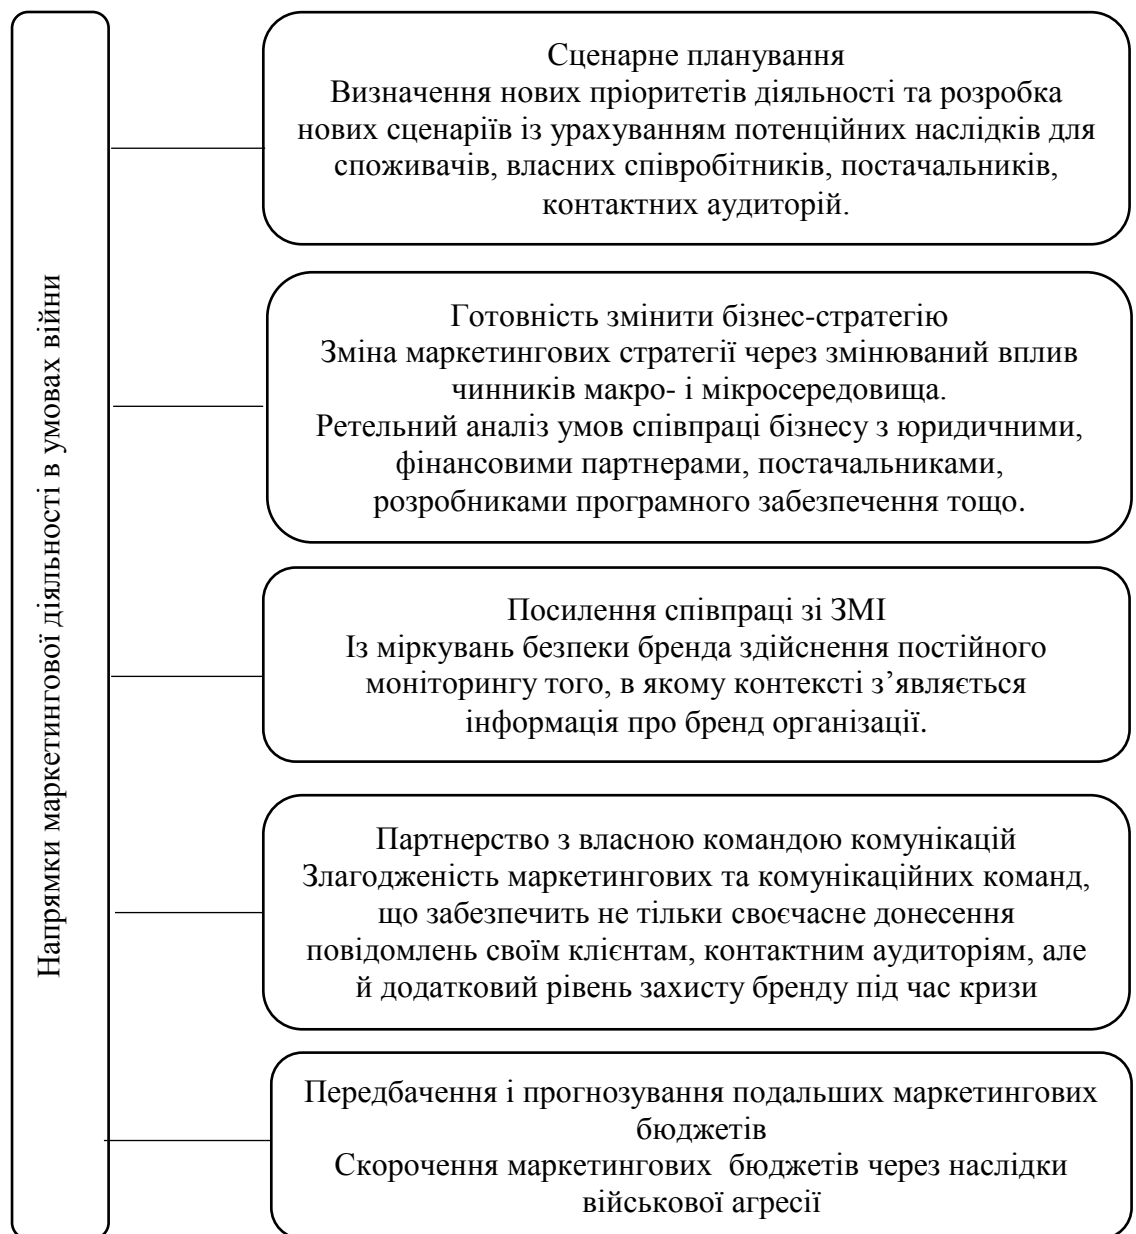 Напрямки маркетингової діяльності в умовах війни
Сценарне планування
Визначення нових пріоритетів діяльності та розробка
нових сценаріїв із урахуванням потенційних наслідків для
споживачів, власних співробітників, постачальників,
контактних аудиторій.
Готовність змінити бізнес-стратегію
Зміна маркетингових стратегії через змінюваний вплив
чинників макро- і мікросередовища.
Ретельний аналіз умов співпраці бізнесу з юридичними,
фінансовими партнерами, постачальниками,
розробниками програмного забезпечення тощо.
Посилення співпраці зі ЗМІ
Із міркувань безпеки бренда здійснення постійного
моніторингу того, в якому контексті з’являється
інформація про бренд організації.
Партнерство з власною командою комунікацій
Злагодженість маркетингових та комунікаційних команд,
що забезпечить не тільки своєчасне донесення
повідомлень своїм клієнтам, контактним аудиторіям, але
й додатковий рівень захисту бренду під час кризи
Передбачення і прогнозування подальших маркетингових
бюджетів
Скорочення маркетингових бюджетів через наслідки
військової агресії